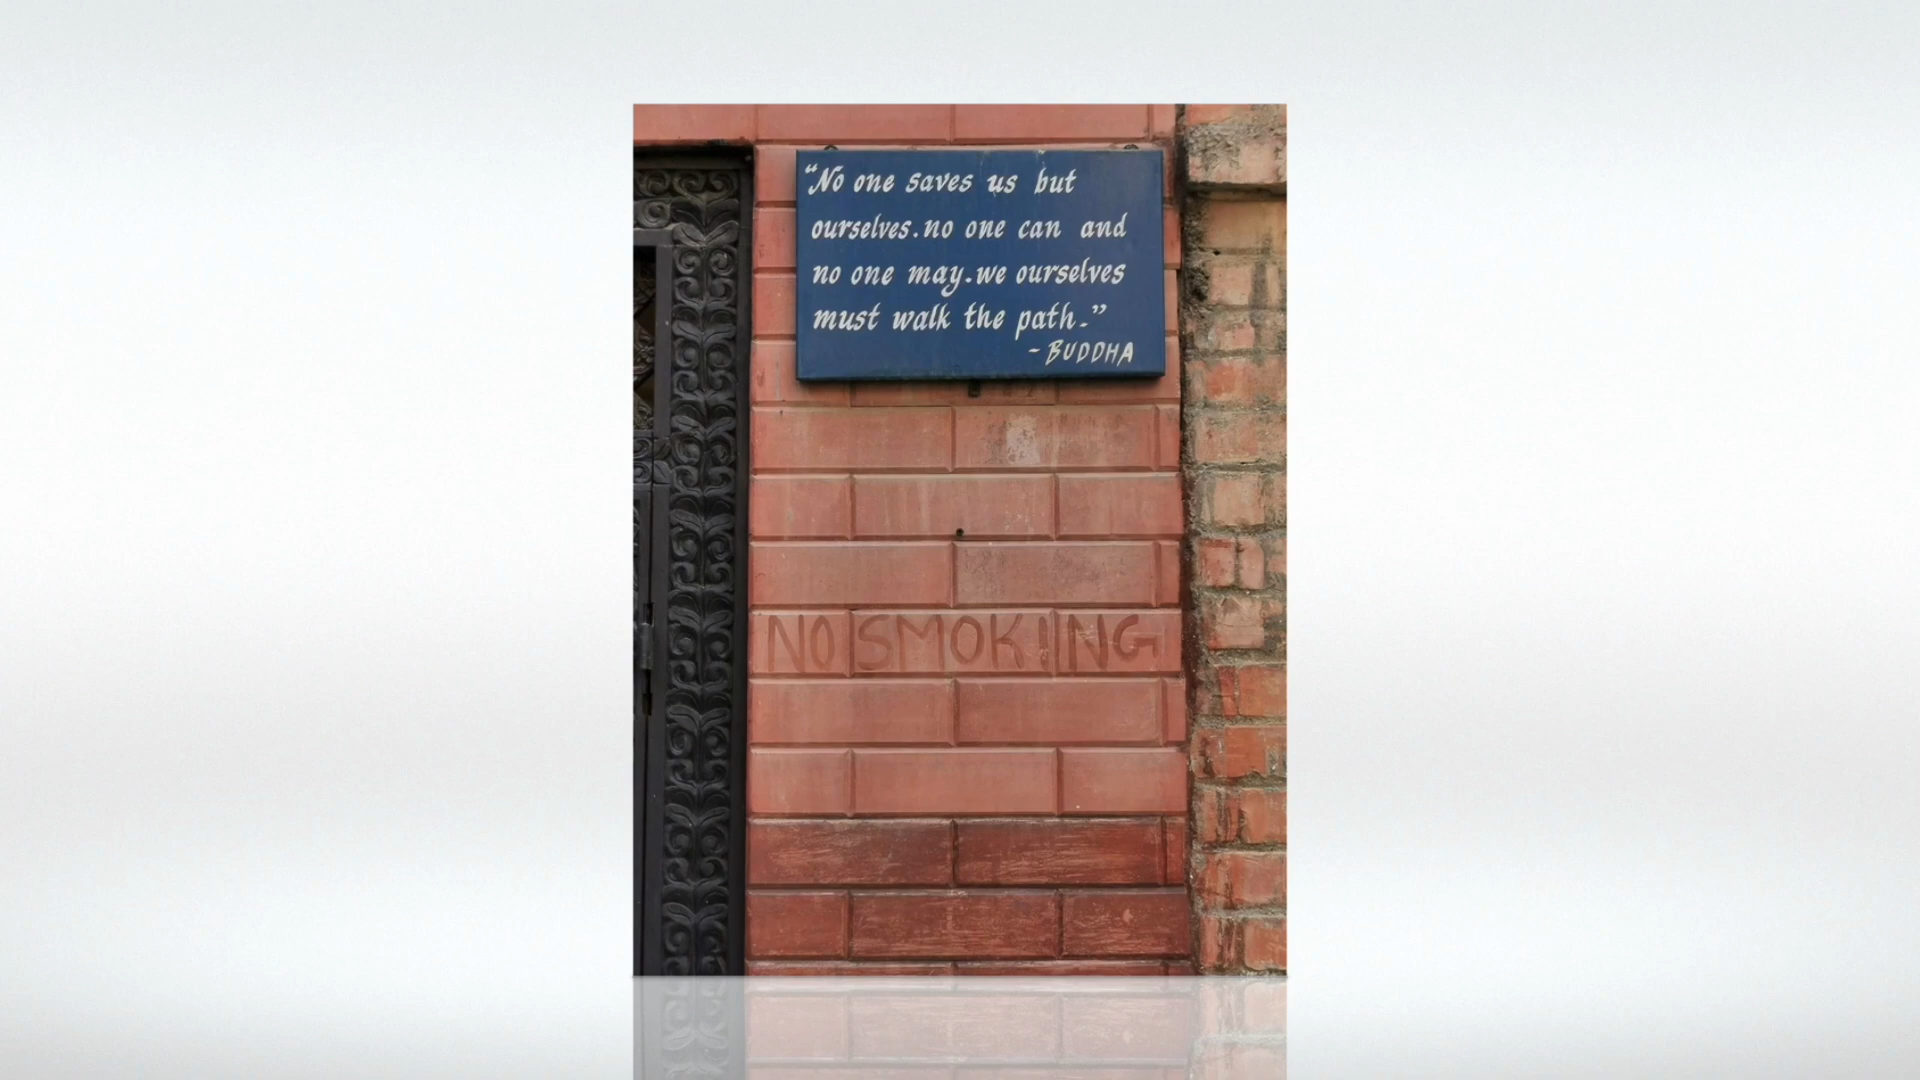 “No one saves us but
ourselves.no one can and
no one may.we ourselves
must walk the path.”
- BUDDHA
NO SMOKING